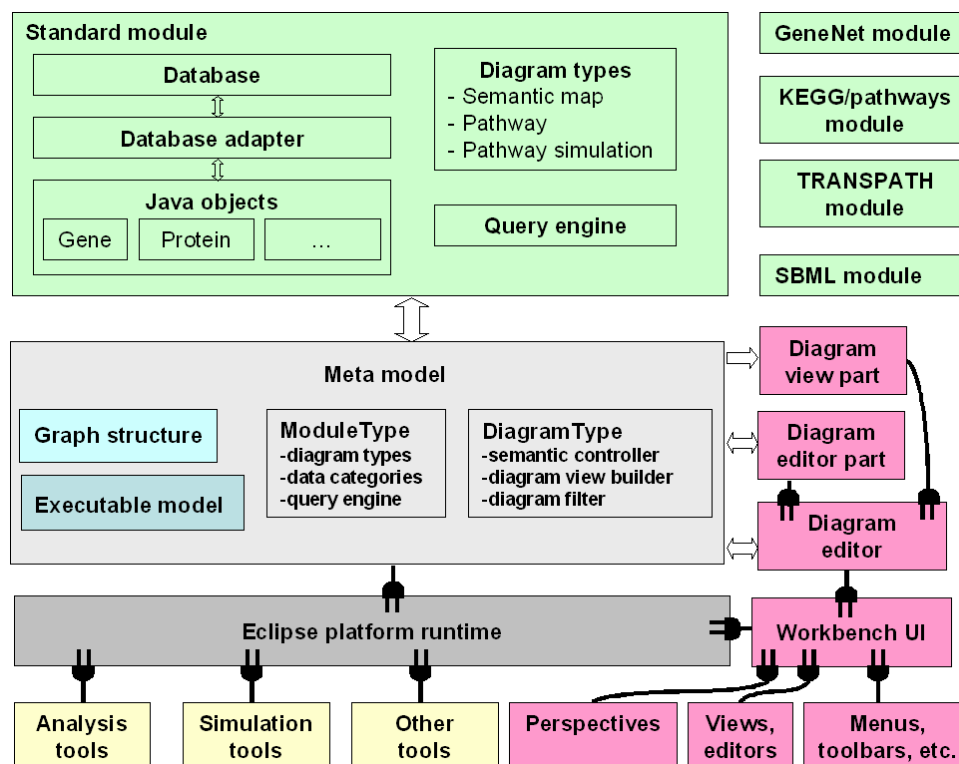 Standard module
Database
Database adapter
Java objects
Gene
Protein
...
Diagram types
- Semantic map
- Pathway
- Pathway simulation
Query engine
GeneNet module
KEGG/pathways
module
TRANSPATH
module
SBML module
Meta model
Graph structure
Executable model
ModuleType
-diagram types
-data categories
-query engine
DiagramType
-semantic controller
-diagram view builder
-diagram filter
Diagram
view part
Diagram
editor part
Diagram
editor
Eclipse platform runtime
Workbench UI
Analysis
tools
Simulation
tools
Other
tools
Perspectives
Views,
editors
Menus,
toolbars, etc.